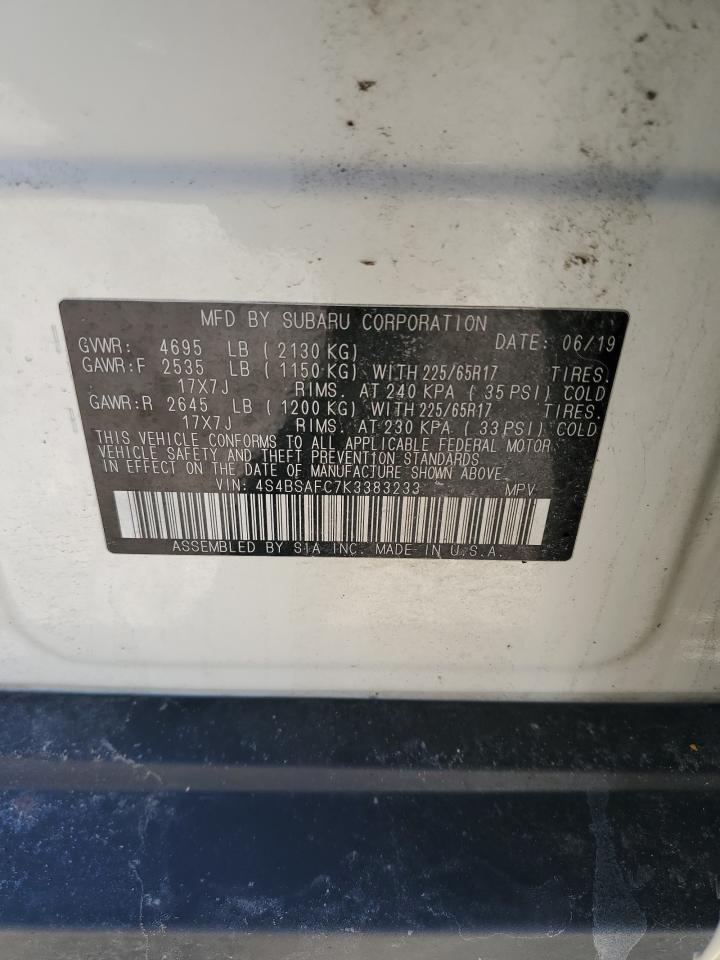 MFD BY SUBARU CORPORATION DATE: 06/19
GVWR: 4695 LB ( 2130 KG)
GAWR:F 2535 LB ( 1150 KG) WITH 225/65R17 TIRES.
17X7J RIMS. AT 240 KPA ( 35 PSI) COLD
GAWR:R 2645 LB ( 1200 KG) WITH 225/65R17 TIRES.
17X7J RIMS. AT 230 KPA ( 33 PSI) COLD
THIS VEHICLE CONFORMS TO ALL APPLICABLE FEDERAL MOTOR
VEHICLE SAFETY AND THEFT PREVENTION STANDARDS
IN EFFECT ON THE DATE OF MANUFACTURE SHOWN ABOVE.
VIN: 4S4BSAFC7K3383233 MPV
ASSEMBLED BY SIA INC. MADE IN U.S.A.